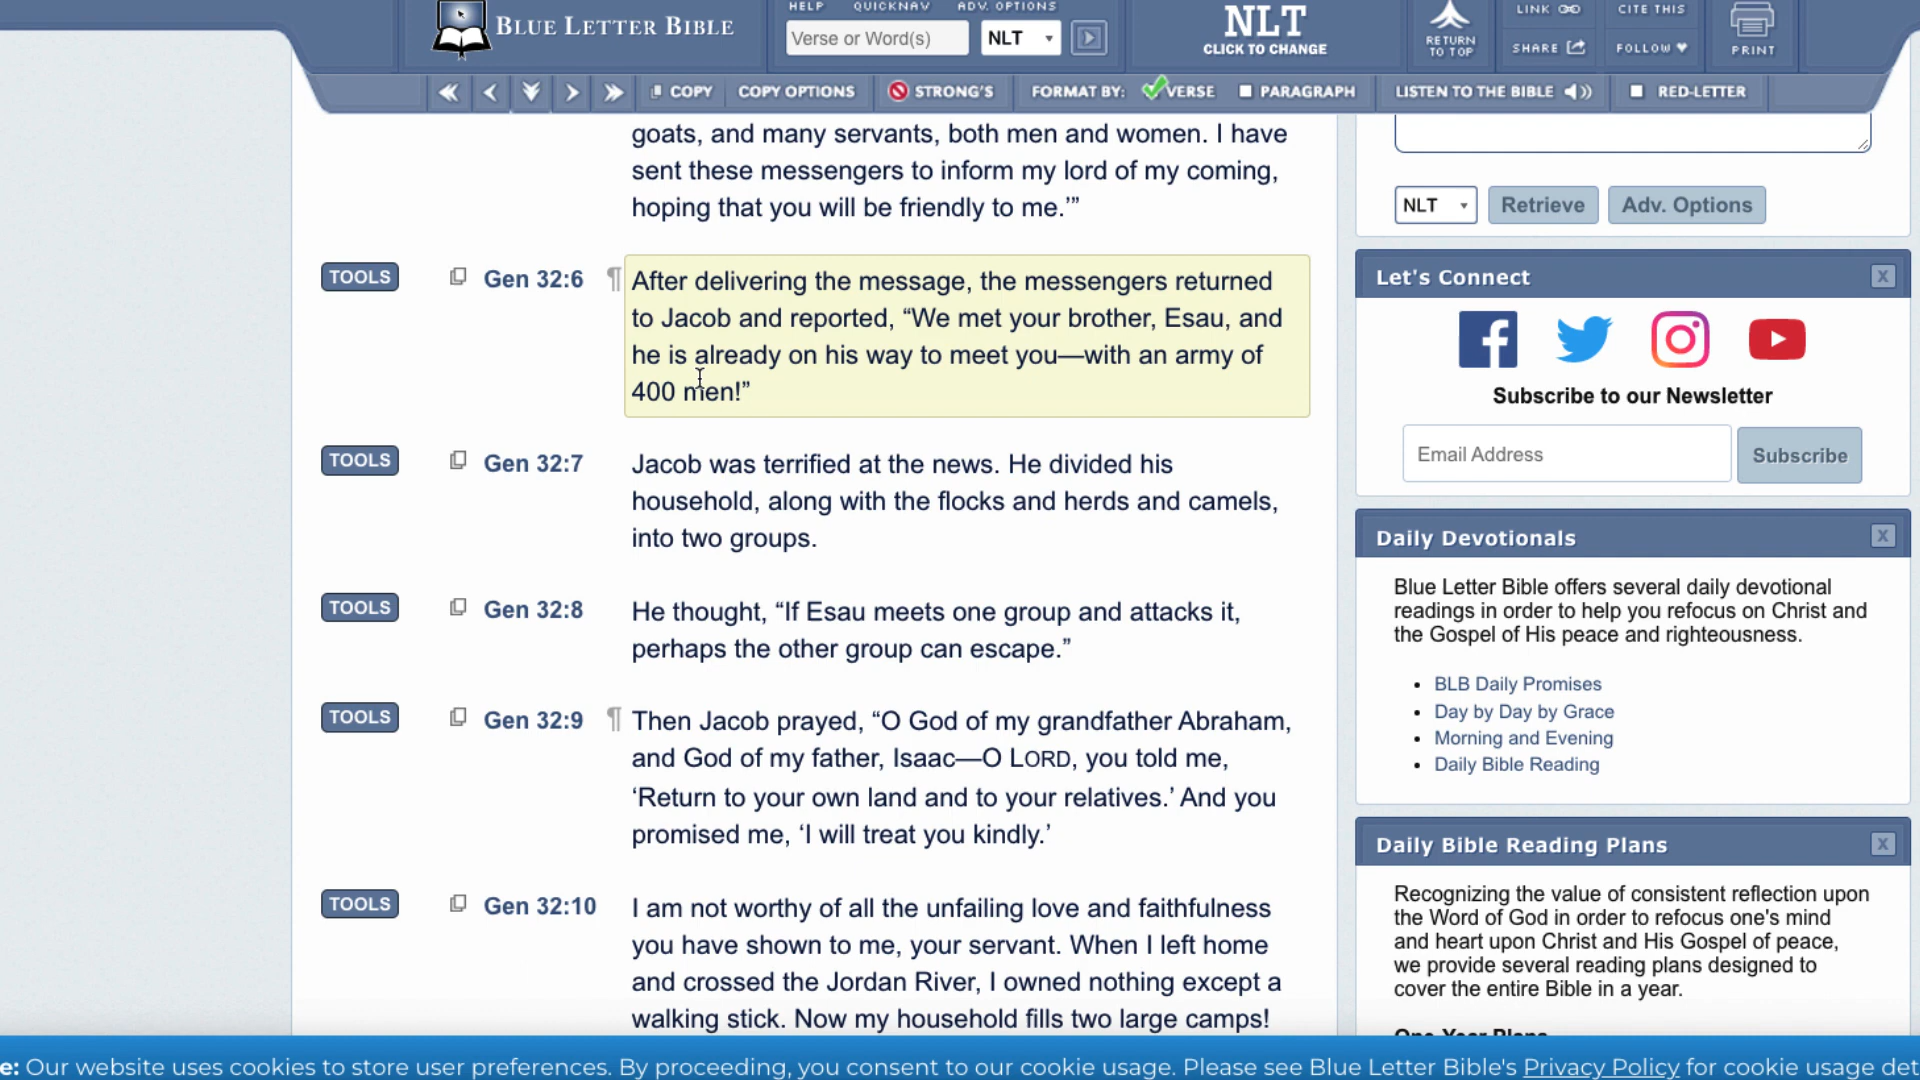 HELP QUICKNAV ADV. OPTIONS
BLUE LETTER BIBLE
Verse or Word(s) NLT
NLT
CLICK TO CHANGE
RETURN
TO TOP
LINK
SHARE
CITE THIS
FOLLOW
PRINT
COPY COPY OPTIONS STRONG'S FORMAT BY: VERSE PARAGRAPH LISTEN TO THE BIBLE RED-LETTER
goats, and many servants, both men and women. I have
sent these messengers to inform my lord of my coming,
hoping that you will be friendly to me.’”
TOOLS Gen 32:6 ¶ After delivering the message, the messengers returned
to Jacob and reported, “We met your brother, Esau, and
he is already on his way to meet you—with an army of
400 men!”
TOOLS Gen 32:7 Jacob was terrified at the news. He divided his
household, along with the flocks and herds and camels,
into two groups.
TOOLS Gen 32:8 He thought, “If Esau meets one group and attacks it,
perhaps the other group can escape.”
TOOLS Gen 32:9 ¶ Then Jacob prayed, “O God of my grandfather Abraham,
and God of my father, Isaac—O LORD, you told me,
‘Return to your own land and to your relatives.’ And you
promised me, ‘I will treat you kindly.’
TOOLS Gen 32:10 I am not worthy of all the unfailing love and faithfulness
you have shown to me, your servant. When I left home
and crossed the Jordan River, I owned nothing except a
walking stick. Now my household fills two large camps!
NLT Retrieve Adv. Options
Let's Connect X
Subscribe to our Newsletter
Email Address Subscribe
Daily Devotionals X
Blue Letter Bible offers several daily devotional
readings in order to help you refocus on Christ and
the Gospel of His peace and righteousness.
• BLB Daily Promises
• Day by Day by Grace
• Morning and Evening
• Daily Bible Reading
Daily Bible Reading Plans X
Recognizing the value of consistent reflection upon
the Word of God in order to refocus one's mind
and heart upon Christ and His Gospel of peace,
we provide several reading plans designed to
cover the entire Bible in a year.
One-Year Plans
e: Our website uses cookies to store user preferences. By proceeding, you consent to our cookie usage. Please see Blue Letter Bible's Privacy Policy for cookie usage det